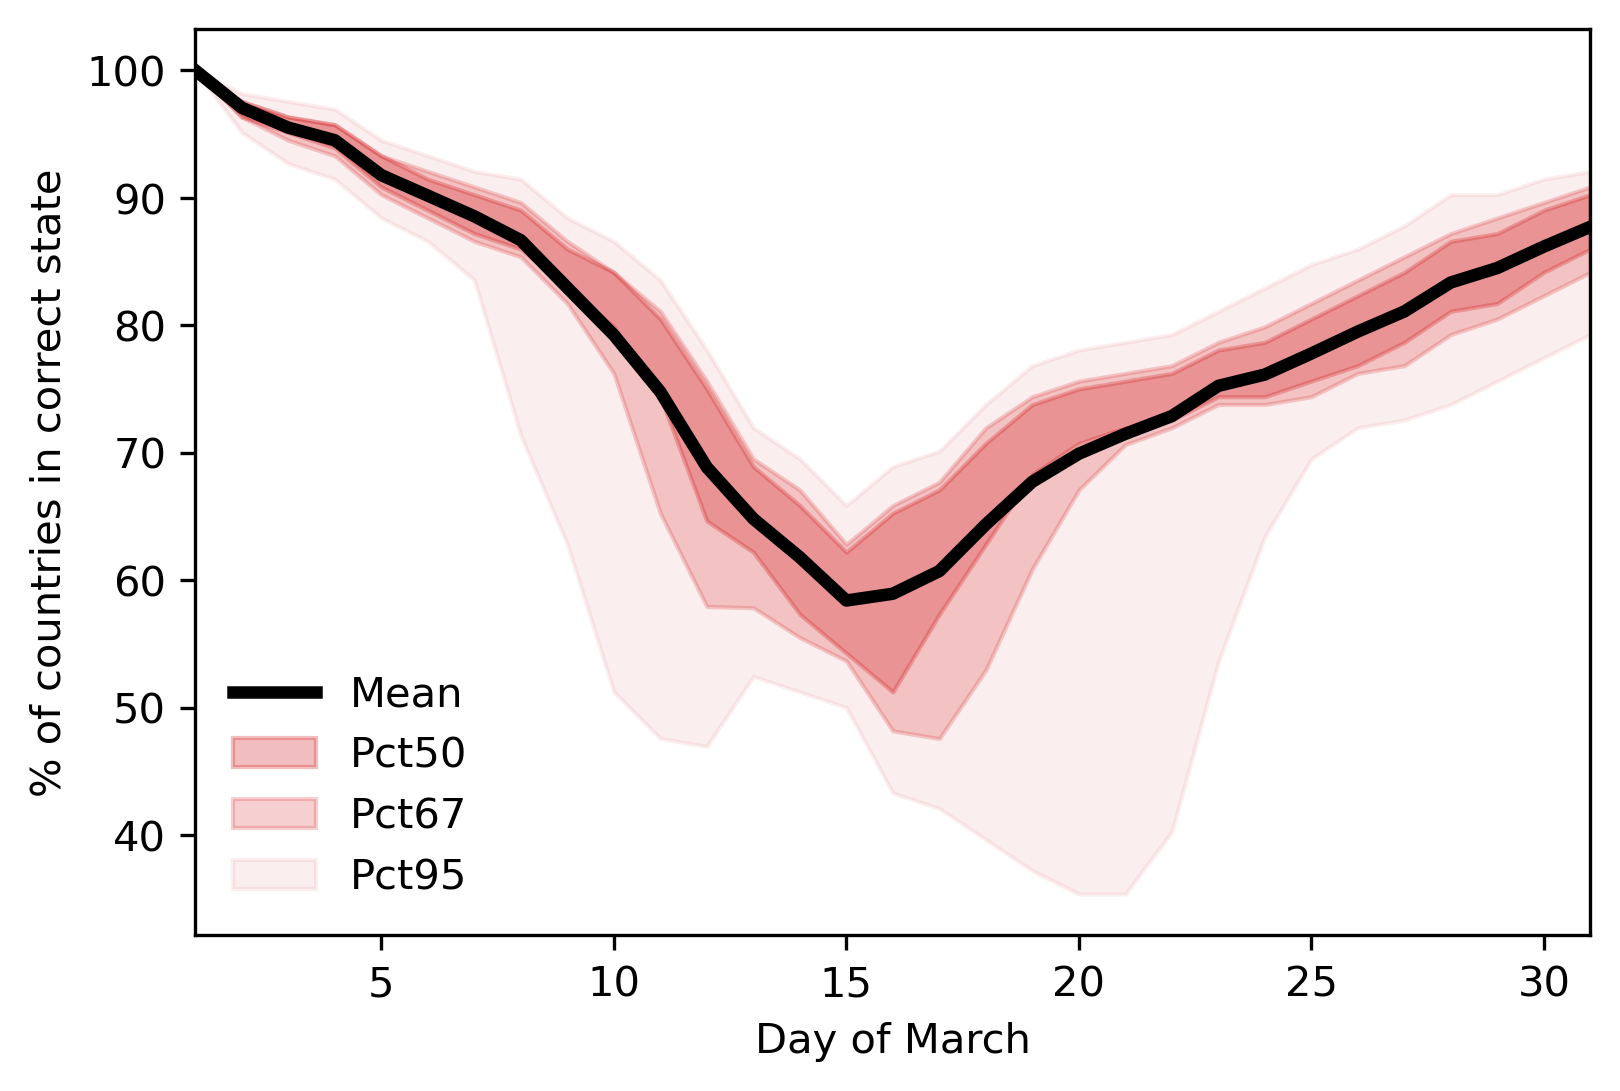 % of countries in correct state
100
90
80
70
60
50
40
Mean
Pct50
Pct67
Pct95
5 10 15 20 25 30
Day of March